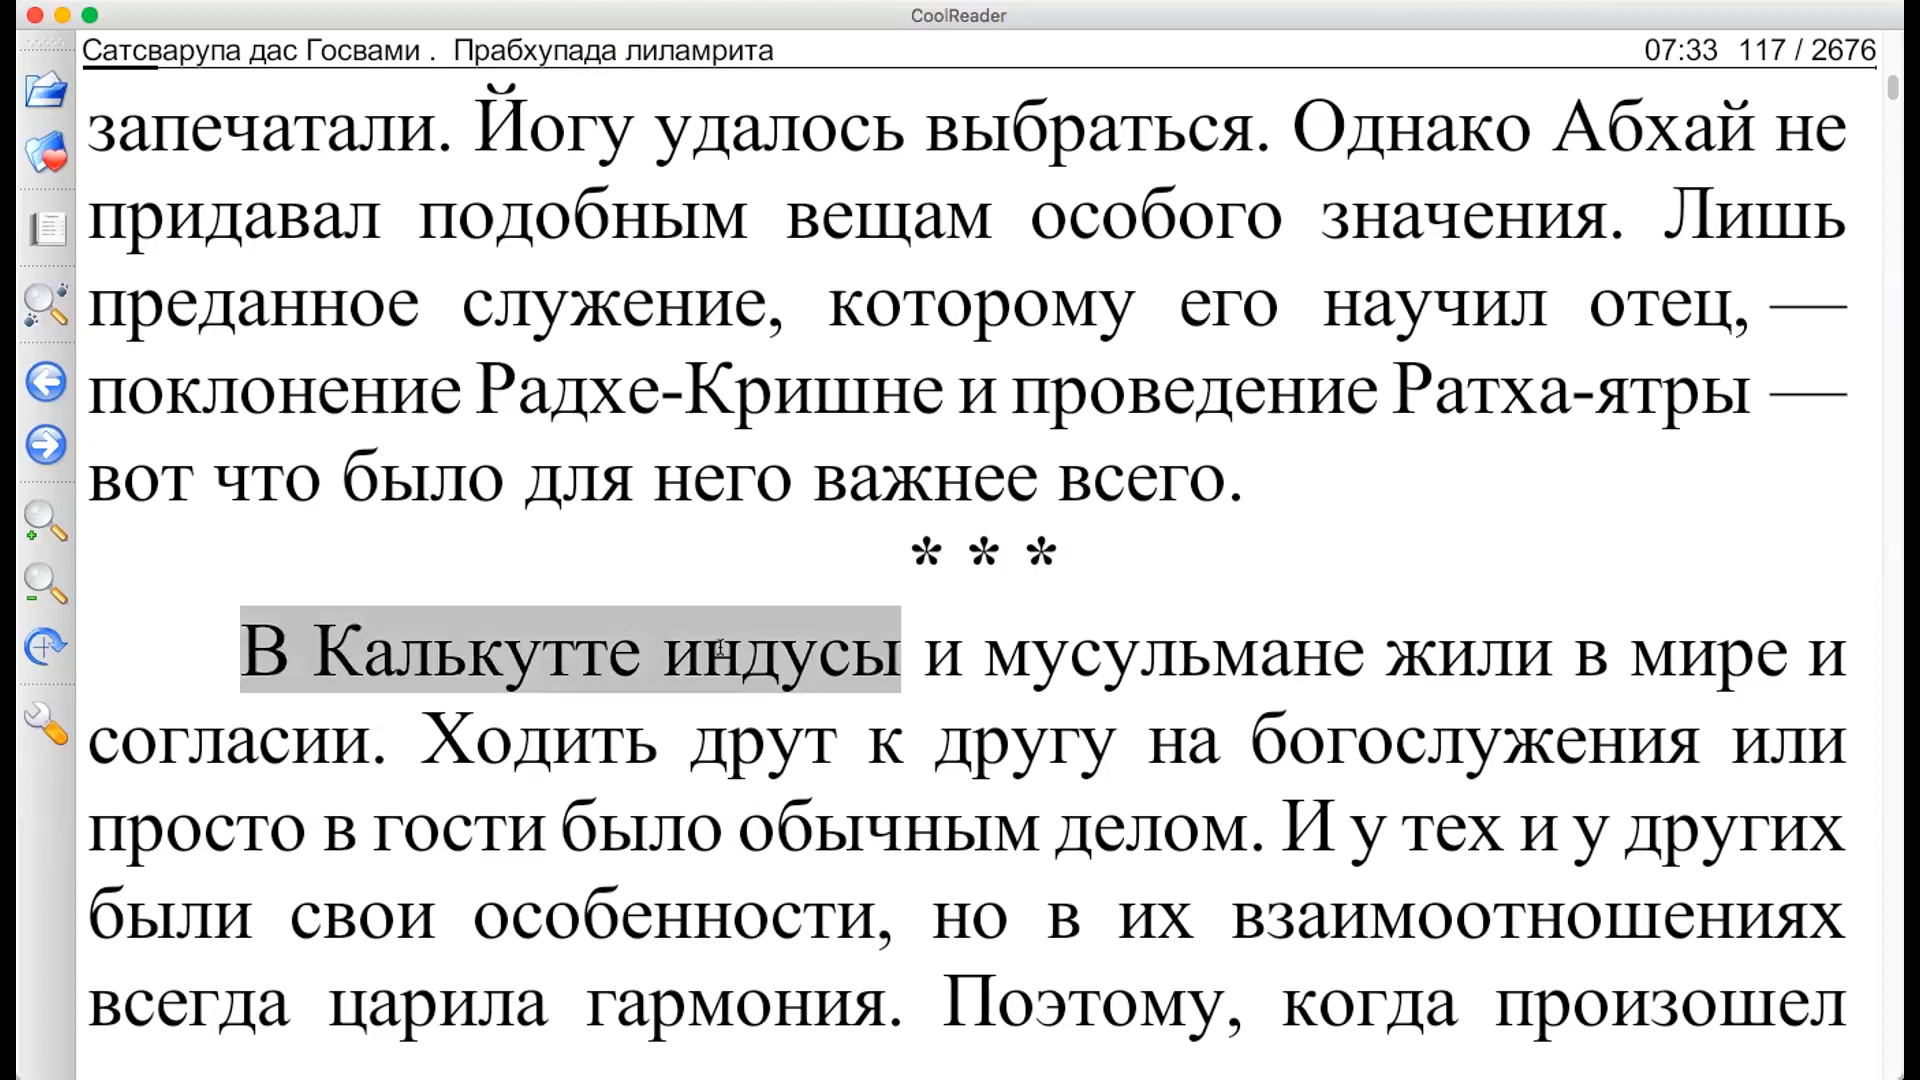 CoolReader
Сатсварупа дас Госвами .  Прабхупада лиламрита 07:33 117 / 2676
запечатали. Йогу удалось выбраться. Однако Абхай не
придавал подобным вещам особого значения. Лишь
преданное служение, которому его научил отец, —
поклонение Радхе-Кришне и проведение Ратха-ятры —
вот что было для него важнее всего.
* * *
В Калькутте индусы и мусульмане жили в мире и
согласии. Ходить друт к другу на богослужения или
просто в гости было обычным делом. И у тех и у других
были свои особенности, но в их взаимоотношениях
всегда царила гармония. Поэтому, когда произошел